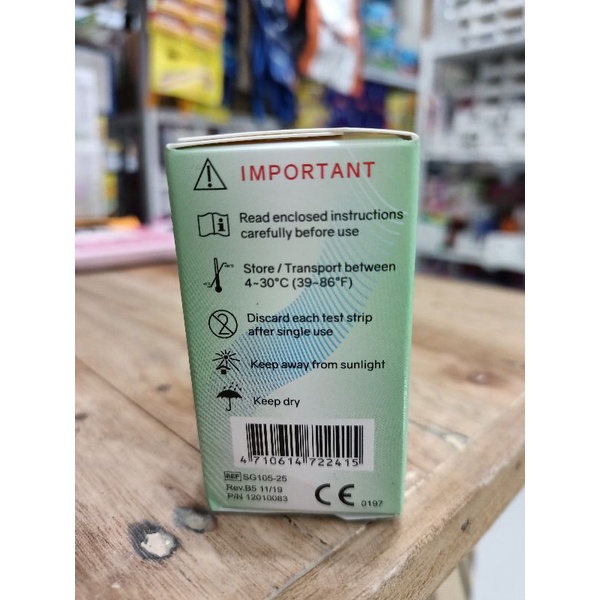 IMPORTANT
Read enclosed instructions
carefully before use
Store / Transport between
4~30°C (39~86°F)
Discard each test strip
after single use
Keep away from sunlight
Keep dry
4 710614 722415
REF SG105-25
Rev.B5 11/19
P/N 12010083
CE 0197